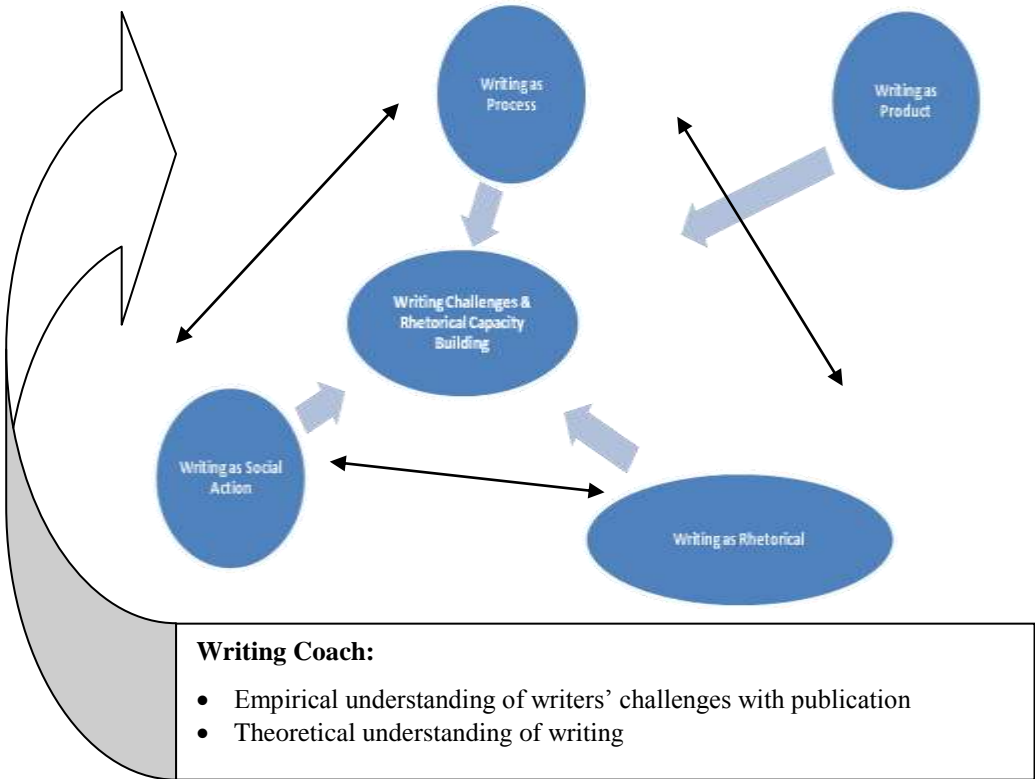 Writing as
Process
Writing as
Product
Writing Challenges &
Rhetorical Capacity
Building
Writing as Social
Action
Writing as Rhetorical
Writing Coach:
• Empirical understanding of writers’ challenges with publication
• Theoretical understanding of writing